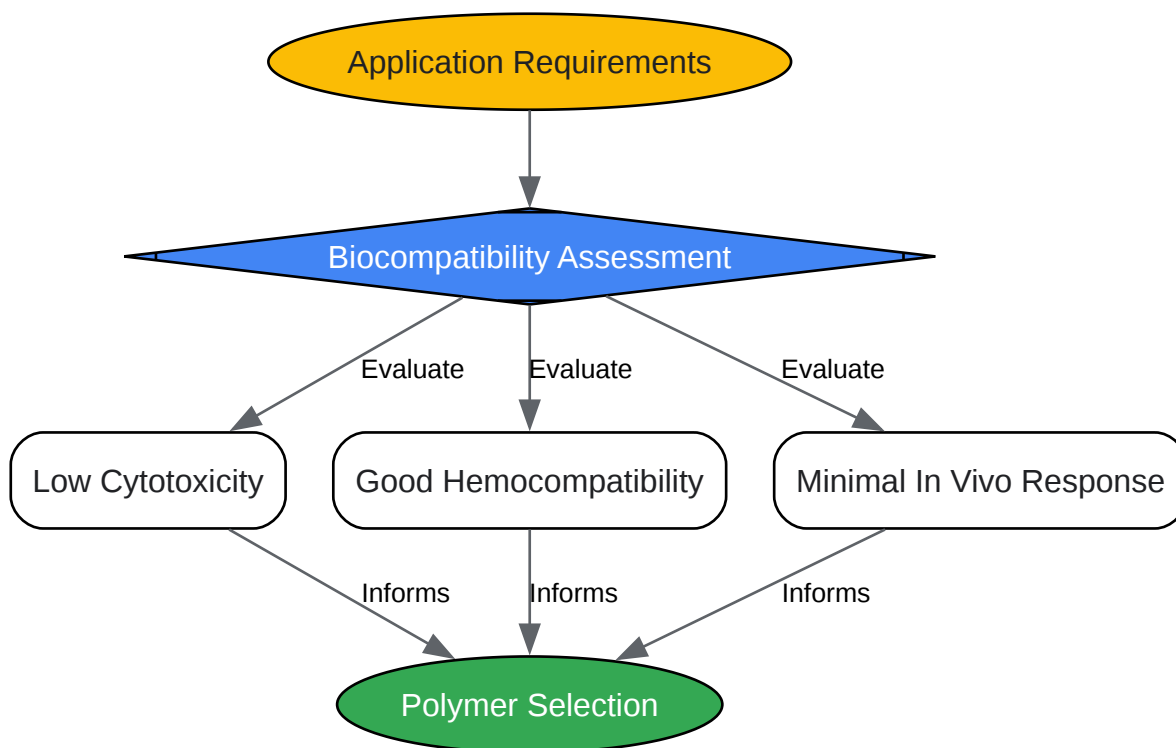 Application Requirements
Biocompatibility Assessment
Evaluate
Evaluate
Evaluate
Low Cytotoxicity
Good Hemocompatibility
Minimal In Vivo Response
Informs
Informs
Informs
Polymer Selection